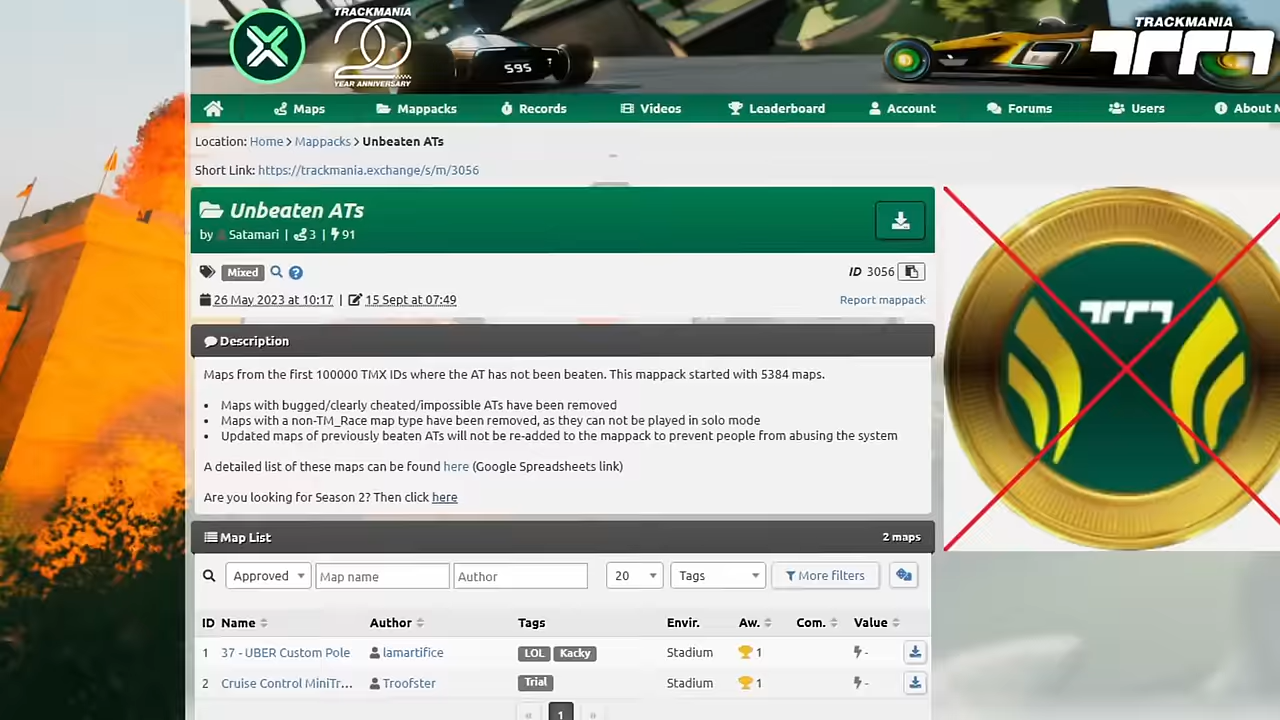 TRACKMANIA
20
YEAR ANNIVERSARY
S9S
TRACKMANIA
Maps Mappacks Records Videos Leaderboard Account Forums Users About M
Location: Home > Mappacks > Unbeaten ATs
Short Link: https://trackmania.exchange/s/m/3056
Unbeaten ATs
by Satamari | 3 | 91
Mixed
ID 3056
26 May 2023 at 10:17 | 15 Sept at 07:49
Report mappack
Description
Maps from the first 100000 TMX IDs where the AT has not been beaten. This mappack started with 5384 maps.
• Maps with bugged/clearly cheated/impossible ATs have been removed
• Maps with a non-TM_Race map type have been removed, as they can not be played in solo mode
• Updated maps of previously beaten ATs will not be re-added to the mappack to prevent people from abusing the system
A detailed list of these maps can be found here (Google Spreadsheets link)
Are you looking for Season 2? Then click here
Map List 2 maps
Approved Map name Author 20 Tags More filters
ID Name Author Tags Envir. Aw. Com. Value
1 37 - UBER Custom Pole lamartifice LOL Kacky Stadium 1 -
2 Cruise Control MiniTr... Troofster Trial Stadium 1 -
« 1 »